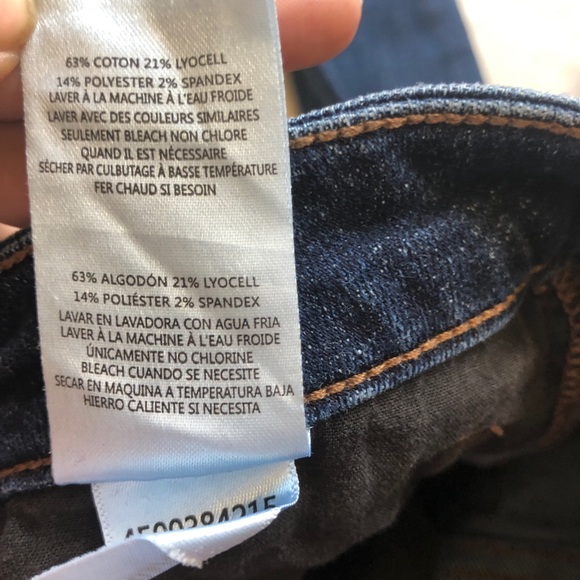 63% COTON 21% LYOCELL
14% POLYESTER 2% SPANDEX
LAVER À LA MACHINE À L'EAU FROIDE
LAVER AVEC DES COULEURS SIMILAIRES
SEULEMENT BLEACH NON CHLORE
QUAND IL EST NÉCESSAIRE
SÉCHER PAR CULBUTAGE À BASSE TEMPÉRATURE
FER CHAUD SI BESOIN
63% ALGODÓN 21% LYOCELL
14% POLIÉSTER 2% SPANDEX
LAVAR EN LAVADORA CON AGUA FRIA
LAVER À LA MACHINE À L'EAU FROIDE
ÚNICAMENTE NO CHLORINE
BLEACH CUANDO SE NECESITE
SECAR EN MAQUINA A TEMPERATURA BAJA
HIERRO CALIENTE SI NECESITA
4500384215